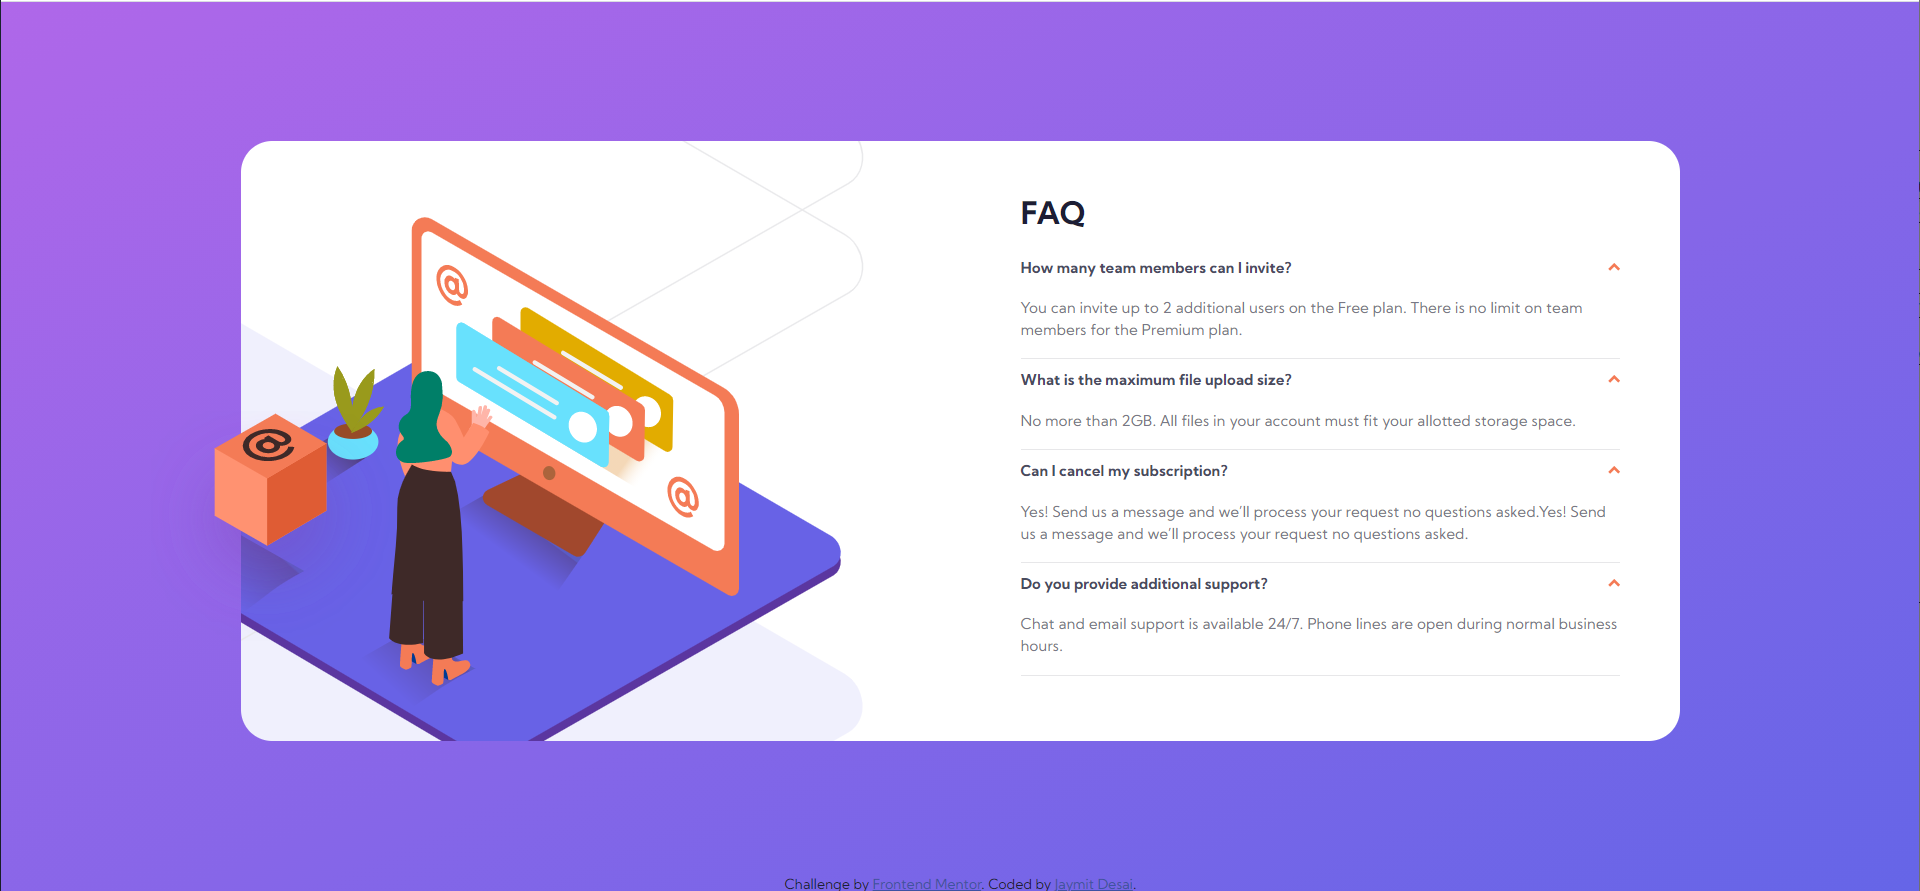 FAQ
How many team members can I invite?
You can invite up to 2 additional users on the Free plan. There is no limit on team
members for the Premium plan.
What is the maximum file upload size?
No more than 2GB. All files in your account must fit your allotted storage space.
Can I cancel my subscription?
Yes! Send us a message and we’ll process your request no questions asked.Yes! Send
us a message and we’ll process your request no questions asked.
Do you provide additional support?
Chat and email support is available 24/7. Phone lines are open during normal business
hours.
@
@
@
Challenge by Frontend Mentor. Coded by Jaymit Desai.